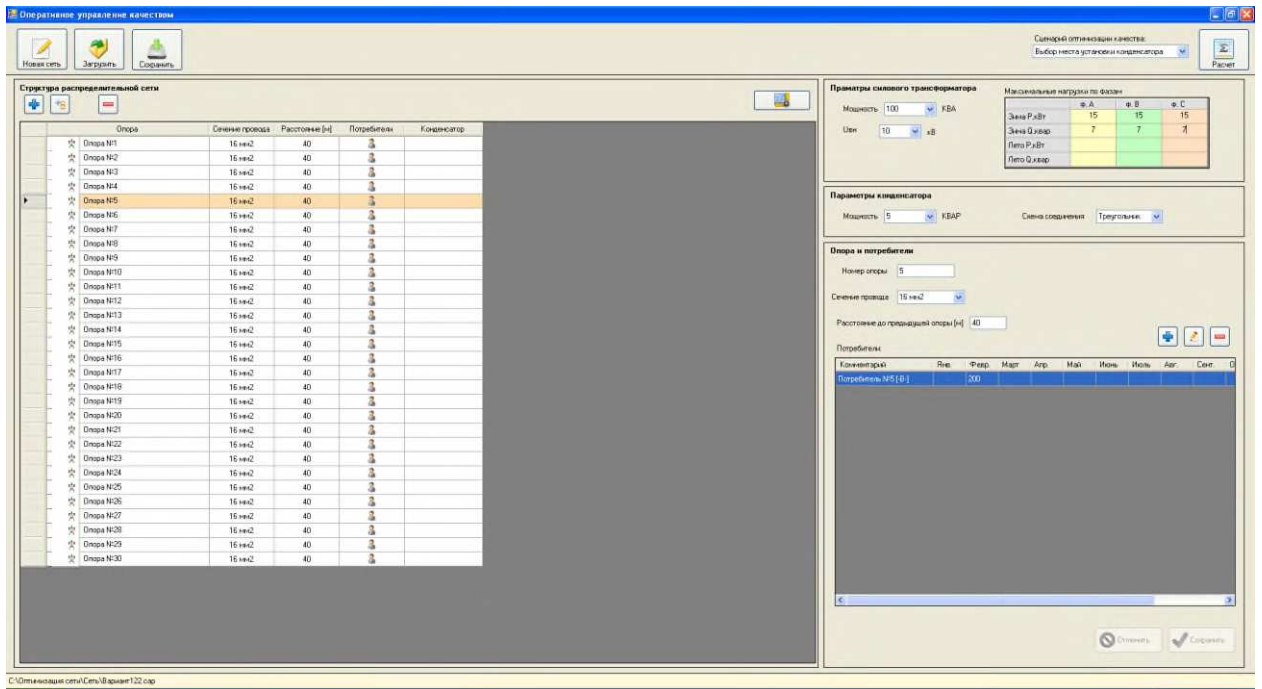 Оперативное управление качеством
Новая сеть Загрузить Сохранить
Сценарий оптимизации качества:
Выбор места установки конденсатора
Расчет
Структура распределительной сети
Опора Сечение провода Расстояние [м] Потребители Конденсатор
Опора №1 16 мм2 40
Опора №2 16 мм2 40
Опора №3 16 мм2 40
Опора №4 16 мм2 40
Опора №5 16 мм2 40
Опора №6 16 мм2 40
Опора №7 16 мм2 40
Опора №8 16 мм2 40
Опора №9 16 мм2 40
Опора №10 16 мм2 40
Опора №11 16 мм2 40
Опора №12 16 мм2 40
Опора №13 16 мм2 40
Опора №14 16 мм2 40
Опора №15 16 мм2 40
Опора №16 16 мм2 40
Опора №17 16 мм2 40
Опора №18 16 мм2 40
Опора №19 16 мм2 40
Опора №20 16 мм2 40
Опора №21 16 мм2 40
Опора №22 16 мм2 40
Опора №23 16 мм2 40
Опора №24 16 мм2 40
Опора №25 16 мм2 40
Опора №26 16 мм2 40
Опора №27 16 мм2 40
Опора №28 16 мм2 40
Опора №29 16 мм2 40
Опора №30 16 мм2 40
Праматры силового трансформатора
Мощность 100 КВА
Uвн 10 кВ
Максимальные нагрузки по фазам
ф. A ф. B ф. C
Зима P,кВт 15 15 15
Зима Q,квар 7 7 7
Лето P,кВт
Лето Q,квар
Параметры конденсатора
Мощность 5 КВАР Схема соединения Треугольник
Опора и потребители
Номер опоры 5
Сечение провода 16 мм2
Расстояние до предыдущей опоры [м] 40
Потребители:
Комментарий Янв. Февр. Март Апр. Май Июнь Июль Авг. Сент. О
Потребитель №5 [-B-] 200
Отменить Сохранить
C:\Оптимизация сети\Сеть\Вариант122.cap